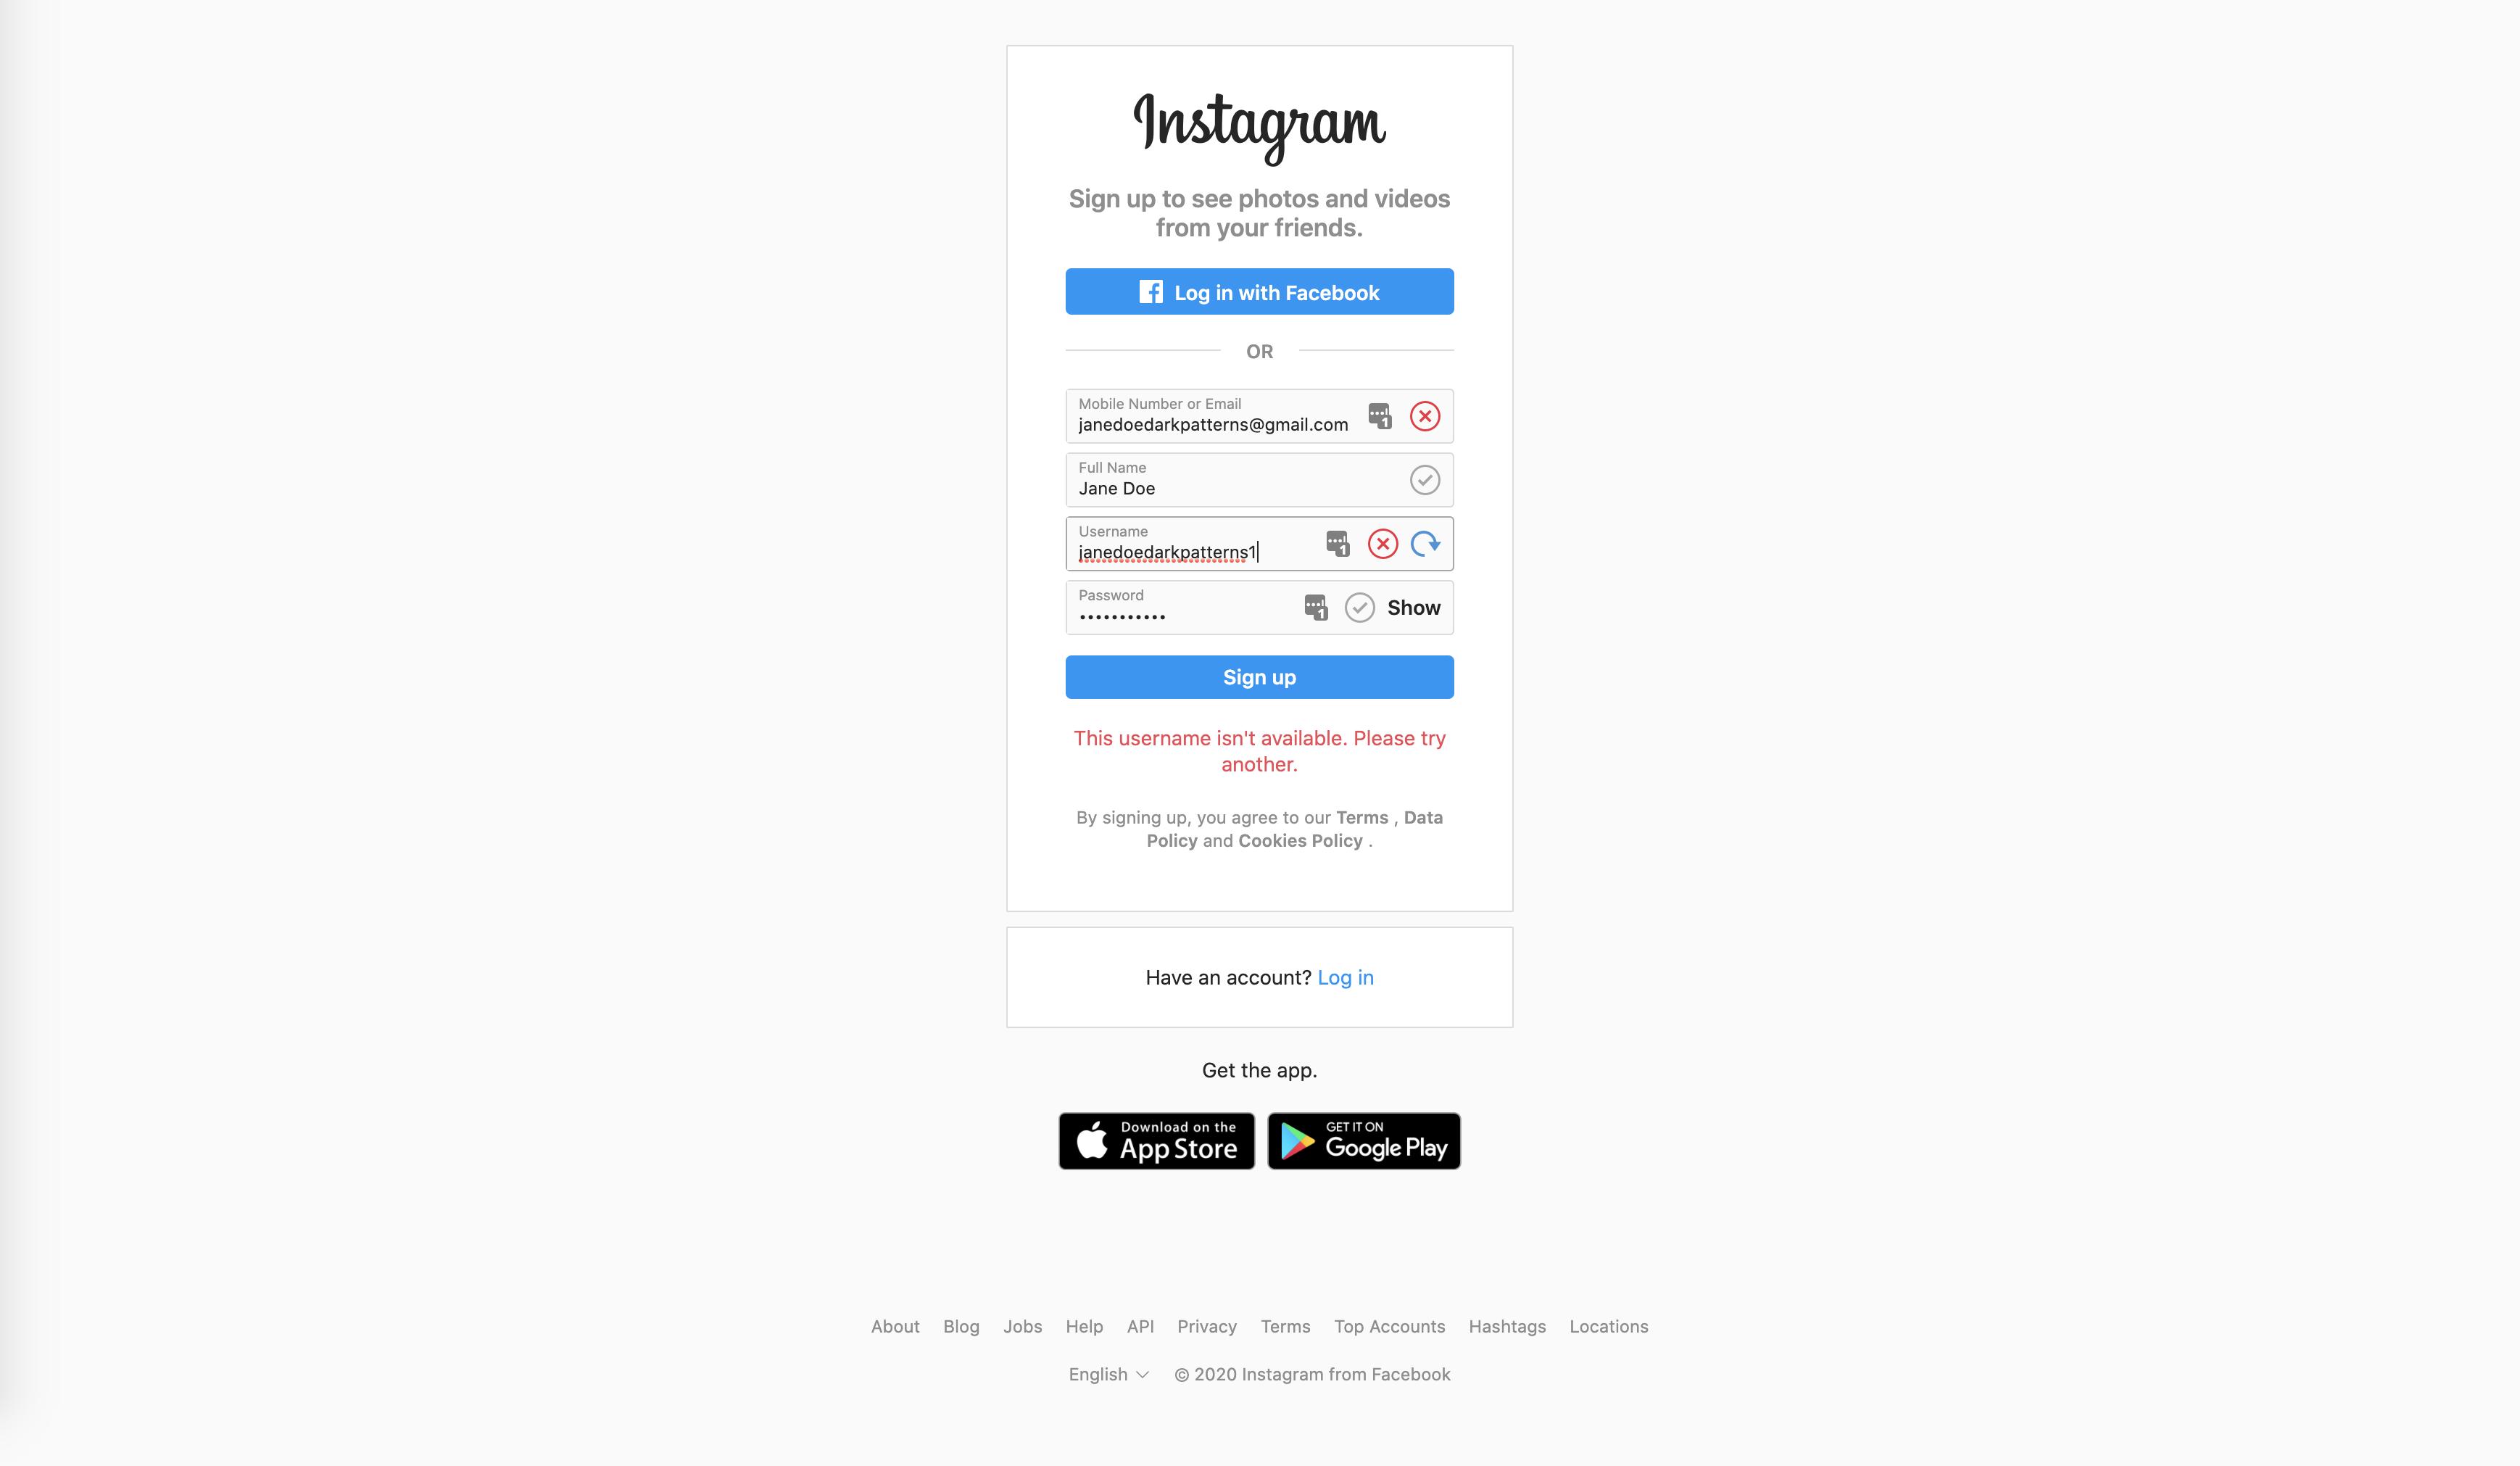 Instagram
Sign up to see photos and videos
from your friends.
Log in with Facebook
OR
Mobile Number or Email
janedoedarkpatterns@gmail.com
1
Full Name
Jane Doe
Username
janedoedarkpatterns1
1
Password
•••••••••••
1
Show
Sign up
This username isn't available. Please try
another.
By signing up, you agree to our Terms , Data
Policy and Cookies Policy .
Have an account? Log in
Get the app.
Download on the
App Store
GET IT ON
Google Play
About Blog Jobs Help API Privacy Terms Top Accounts Hashtags Locations
English © 2020 Instagram from Facebook